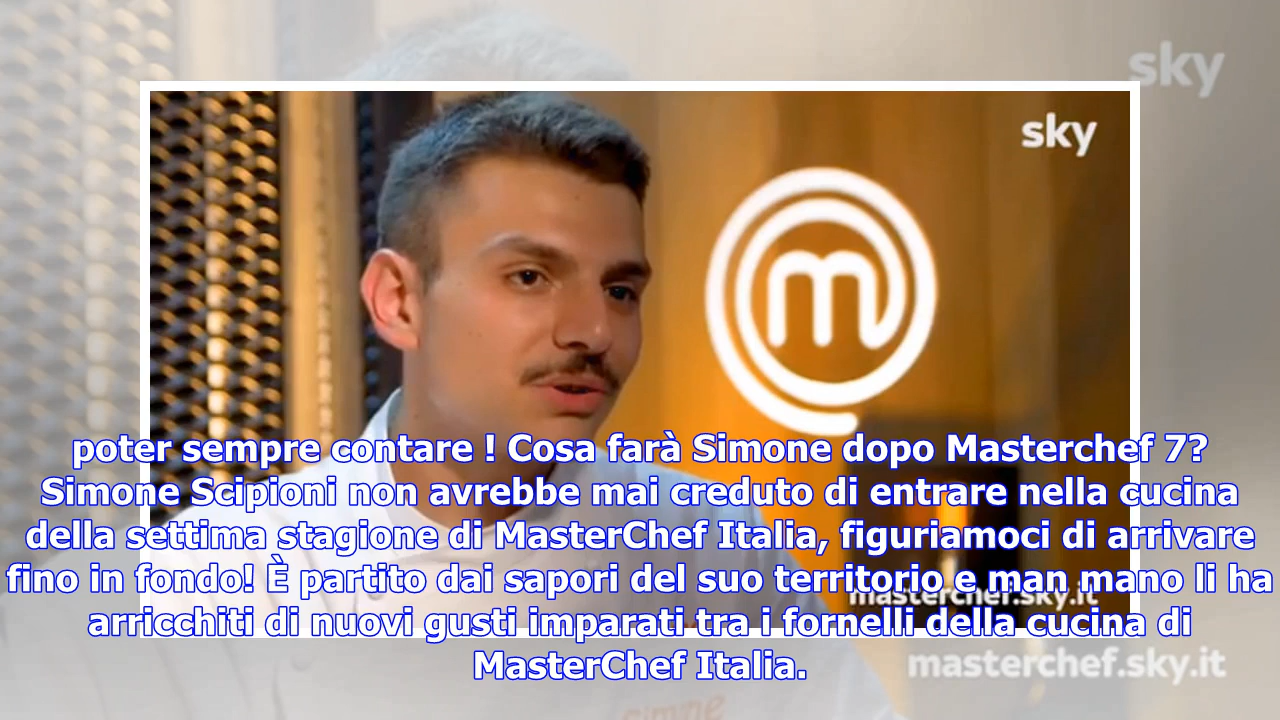 sky
sky
m
poter sempre contare ! Cosa farà Simone dopo Masterchef 7?
Simone Scipioni non avrebbe mai creduto di entrare nella cucina
della settima stagione di MasterChef Italia, figuriamoci di arrivare
fino in fondo! È partito dai sapori del suo territorio e man mano li ha
masterchef.sky.it
arricchiti di nuovi gusti imparati tra i fornelli della cucina di
MasterChef Italia.
masterchef.sky.it
Simone